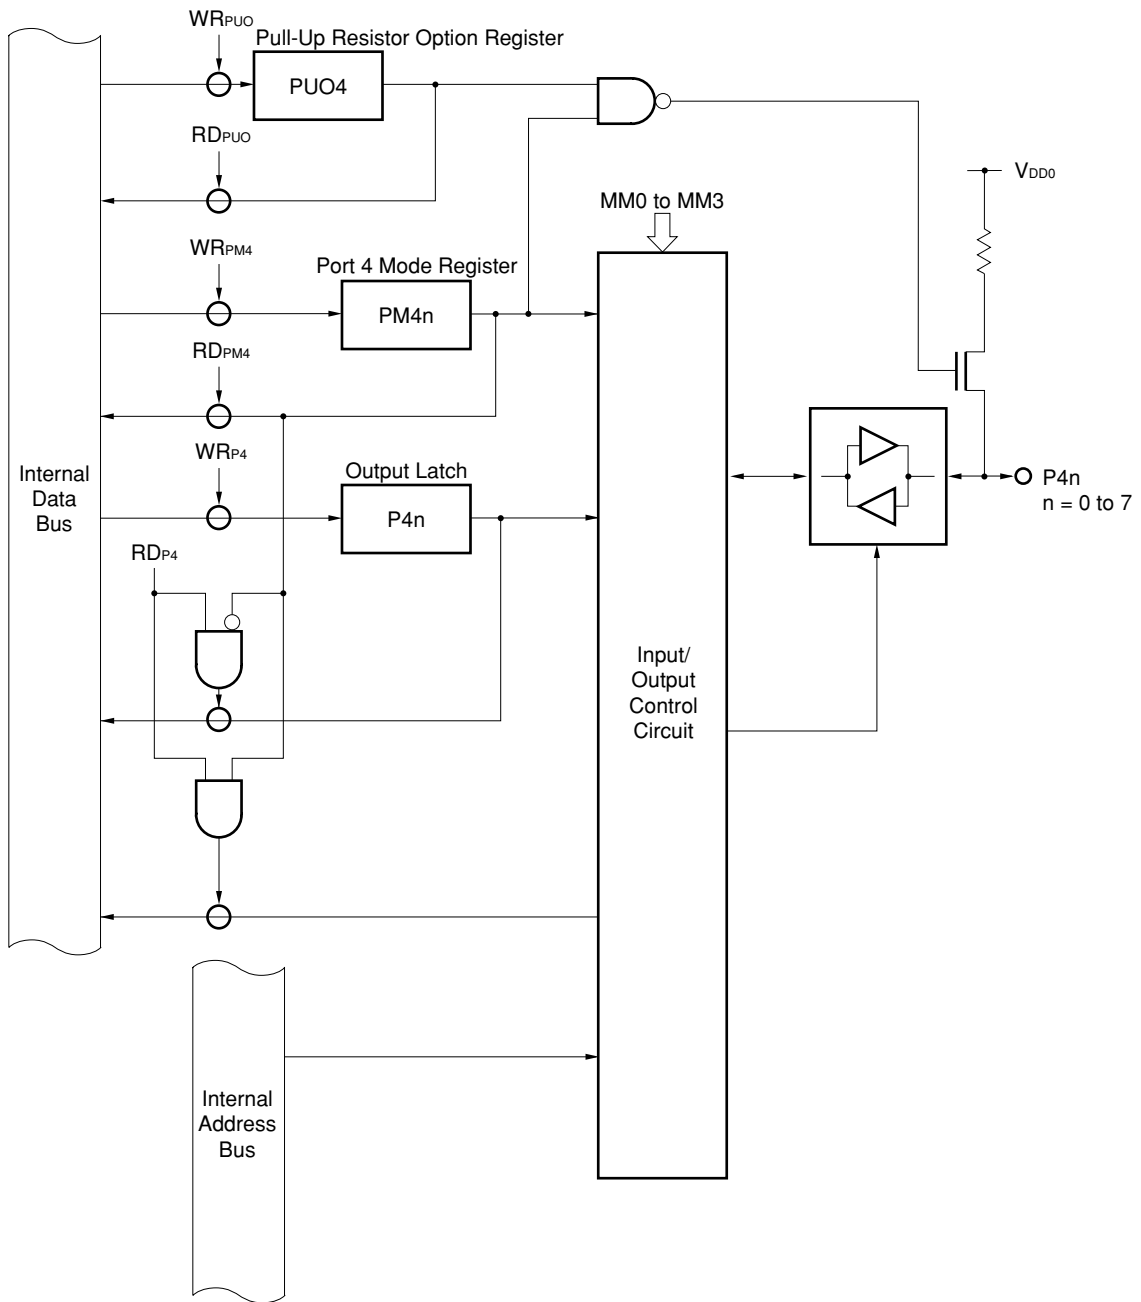 WRPUO
Pull-Up Resistor Option Register
PUO4
RDPUO
VDD0
MM0 to MM3
WRPM4
Port 4 Mode Register
PM4n
RDPM4
WRP4
Output Latch
P4n
Internal
Data
Bus
P4n
n = 0 to 7
RDP4
Input/
Output
Control
Circuit
Internal
Address
Bus